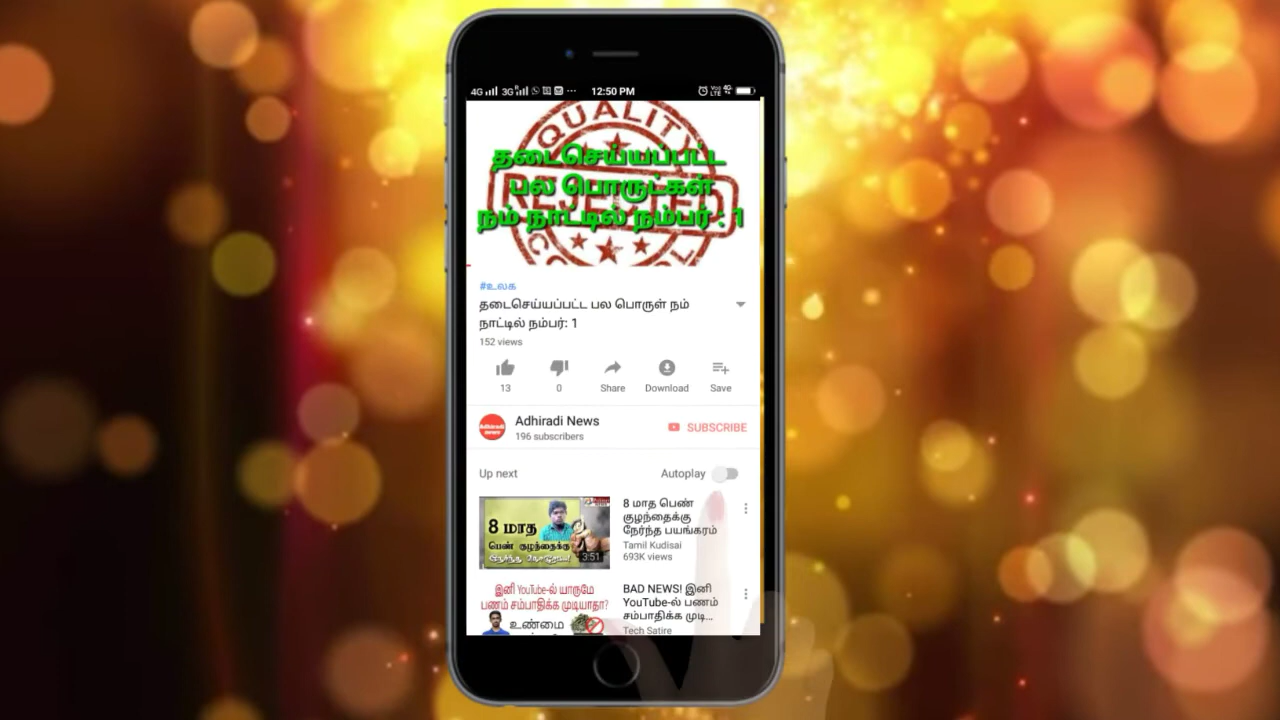 4G 3G ... 12:50 PM VoLTE 4G
QUALITY
தடைசெய்யப்பட்ட
பல பொருட்கள்
நம் நாட்டில் நம்பர் : 1
REJECTED
#உலக
தடைசெய்யப்பட்ட பல பொருள் நம்
நாட்டில் நம்பர்: 1
152 views
13 0 Share Download Save
Adhiradi News
196 subscribers
SUBSCRIBE
Up next Autoplay
8 மாத
பெண் குழந்தைக்கு
3:51
8 மாத பெண்
குழந்தைக்கு
நேர்ந்த பயங்கரம்
Tamil Kudisai
693K views
இனி YouTube-ல் யாருமே
பணம் சம்பாதிக்க முடியாதா?
உண்மை
BAD NEWS! இனி
YouTube-ல் பணம்
சம்பாதிக்க முடி...
Tech Satire